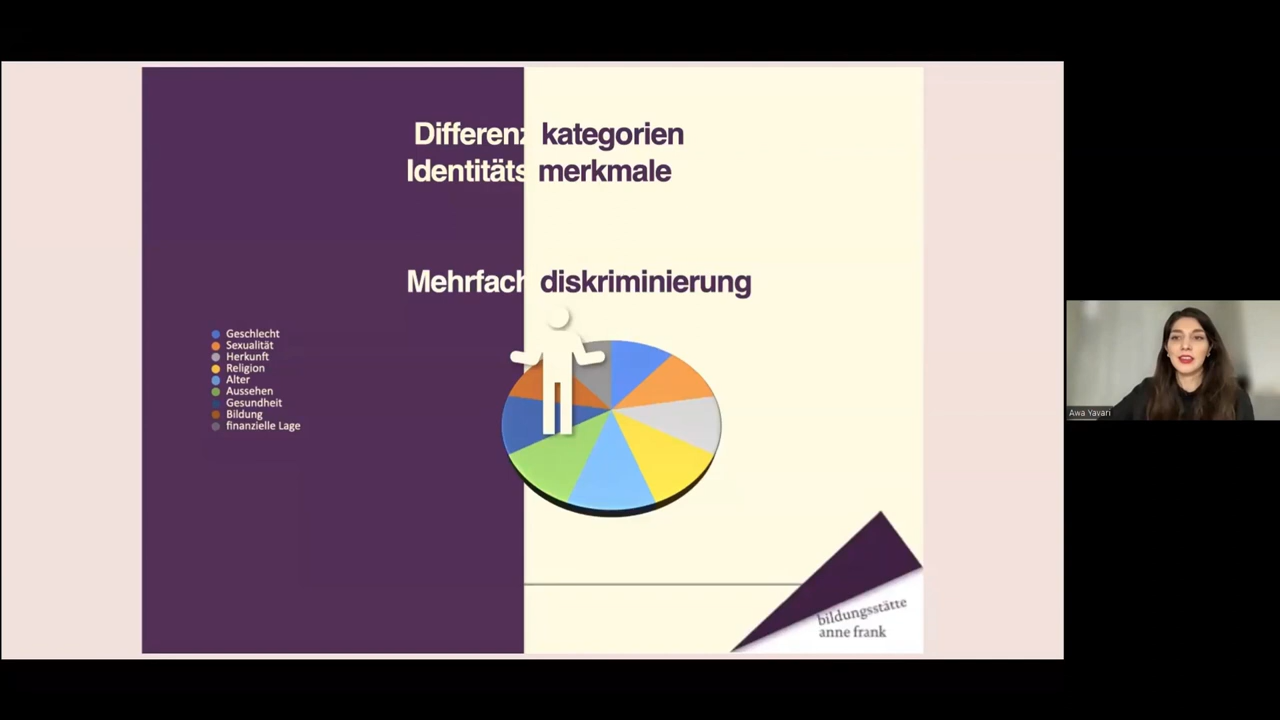 Differenz kategorien
Identitäts merkmale
Mehrfach diskriminierung
Geschlecht
Sexualität
Herkunft
Religion
Alter
Aussehen
Gesundheit
Bildung
finanzielle Lage
bildungsstätte
anne frank
Awa Yavari